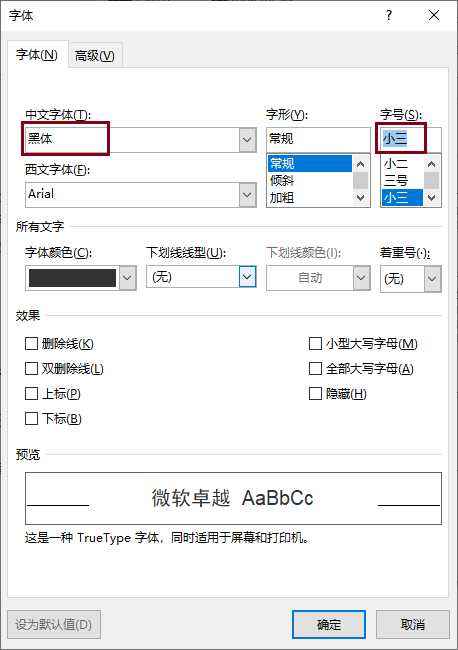 字体
字体(N) 高级(V)
中文字体(T): 字形(Y): 字号(S):
黑体 常规 小三
常规 小二
西文字体(F): 倾斜 三号
Arial 加粗 小三
所有文字
字体颜色(C): 下划线线型(U): 下划线颜色(I): 着重号(·):
(无) 自动 (无)
效果
删除线(K) 小型大写字母(M)
双删除线(L) 全部大写字母(A)
上标(P) 隐藏(H)
下标(B)
预览
微软卓越 AaBbCc
这是一种 TrueType 字体，同时适用于屏幕和打印机。
设为默认值(D) 确定 取消